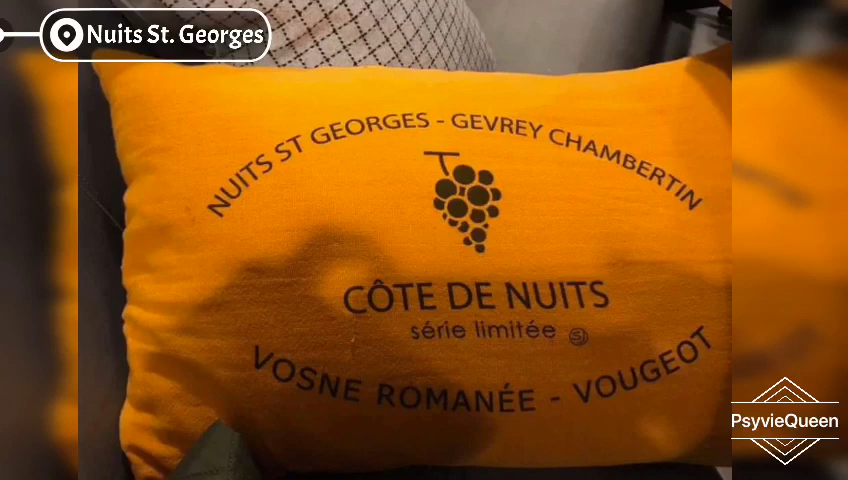 Nuits St. Georges
NUITS ST GEORGES - GEVREY CHAMBERTIN
CÔTE DE NUITS
série limitée
VOSNE ROMANÉE - VOUGEOT
PsyvieQueen